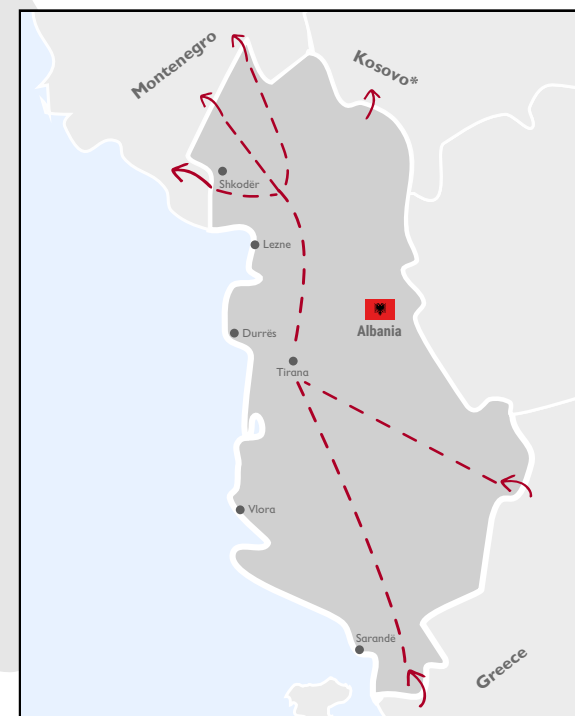 Montenegro
Kosovo*
Shkodër
Lezne
Albania
Durrës
Tirana
Vlora
Sarandë
Greece